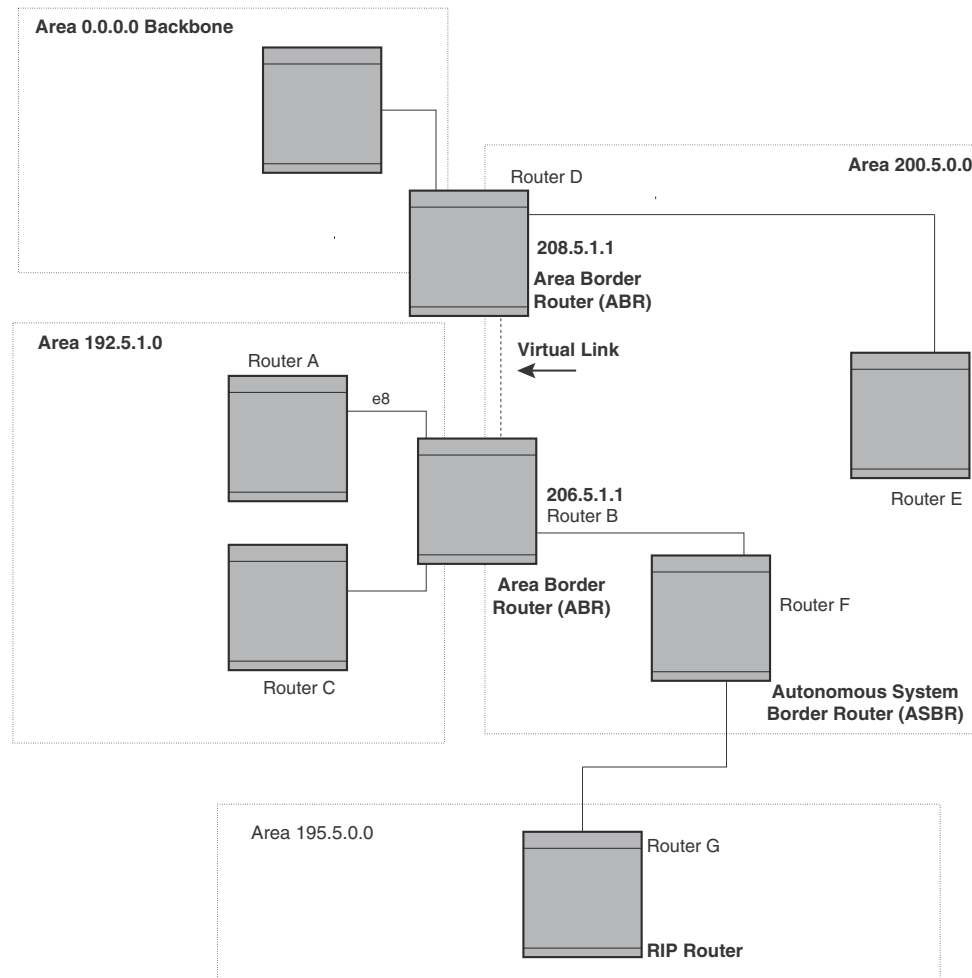 Area 0.0.0.0 Backbone
Area 200.5.0.0
Router D
208.5.1.1
Area Border
Router (ABR)
Area 192.5.1.0
Virtual Link
Router A
e8
206.5.1.1
Router B
Router E
Area Border
Router (ABR)
Router F
Router C
Autonomous System
Border Router (ASBR)
Area 195.5.0.0
Router G
RIP Router